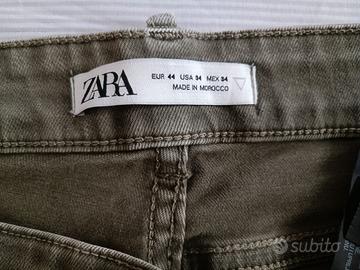 ZARA
EUR 44 USA 34 MEX 34
MADE IN MOROCCO
subito